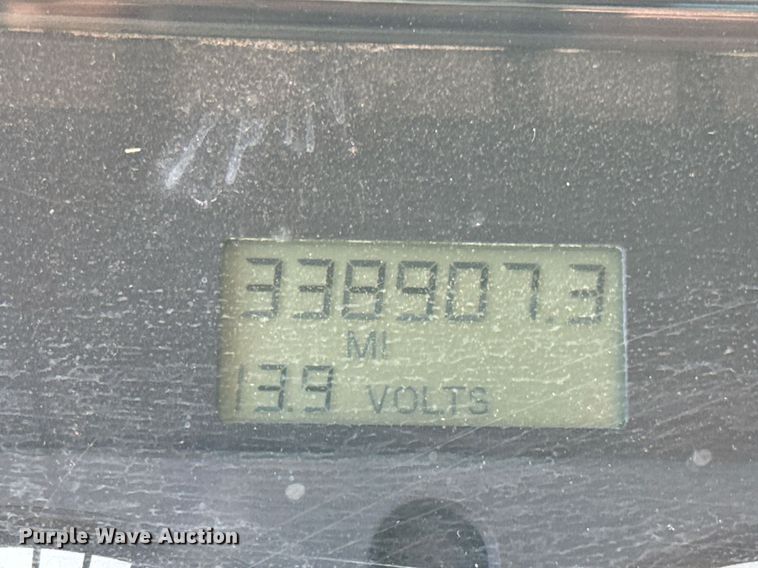 338907.3
MI
13.9 VOLTS
Purple Wave Auction®